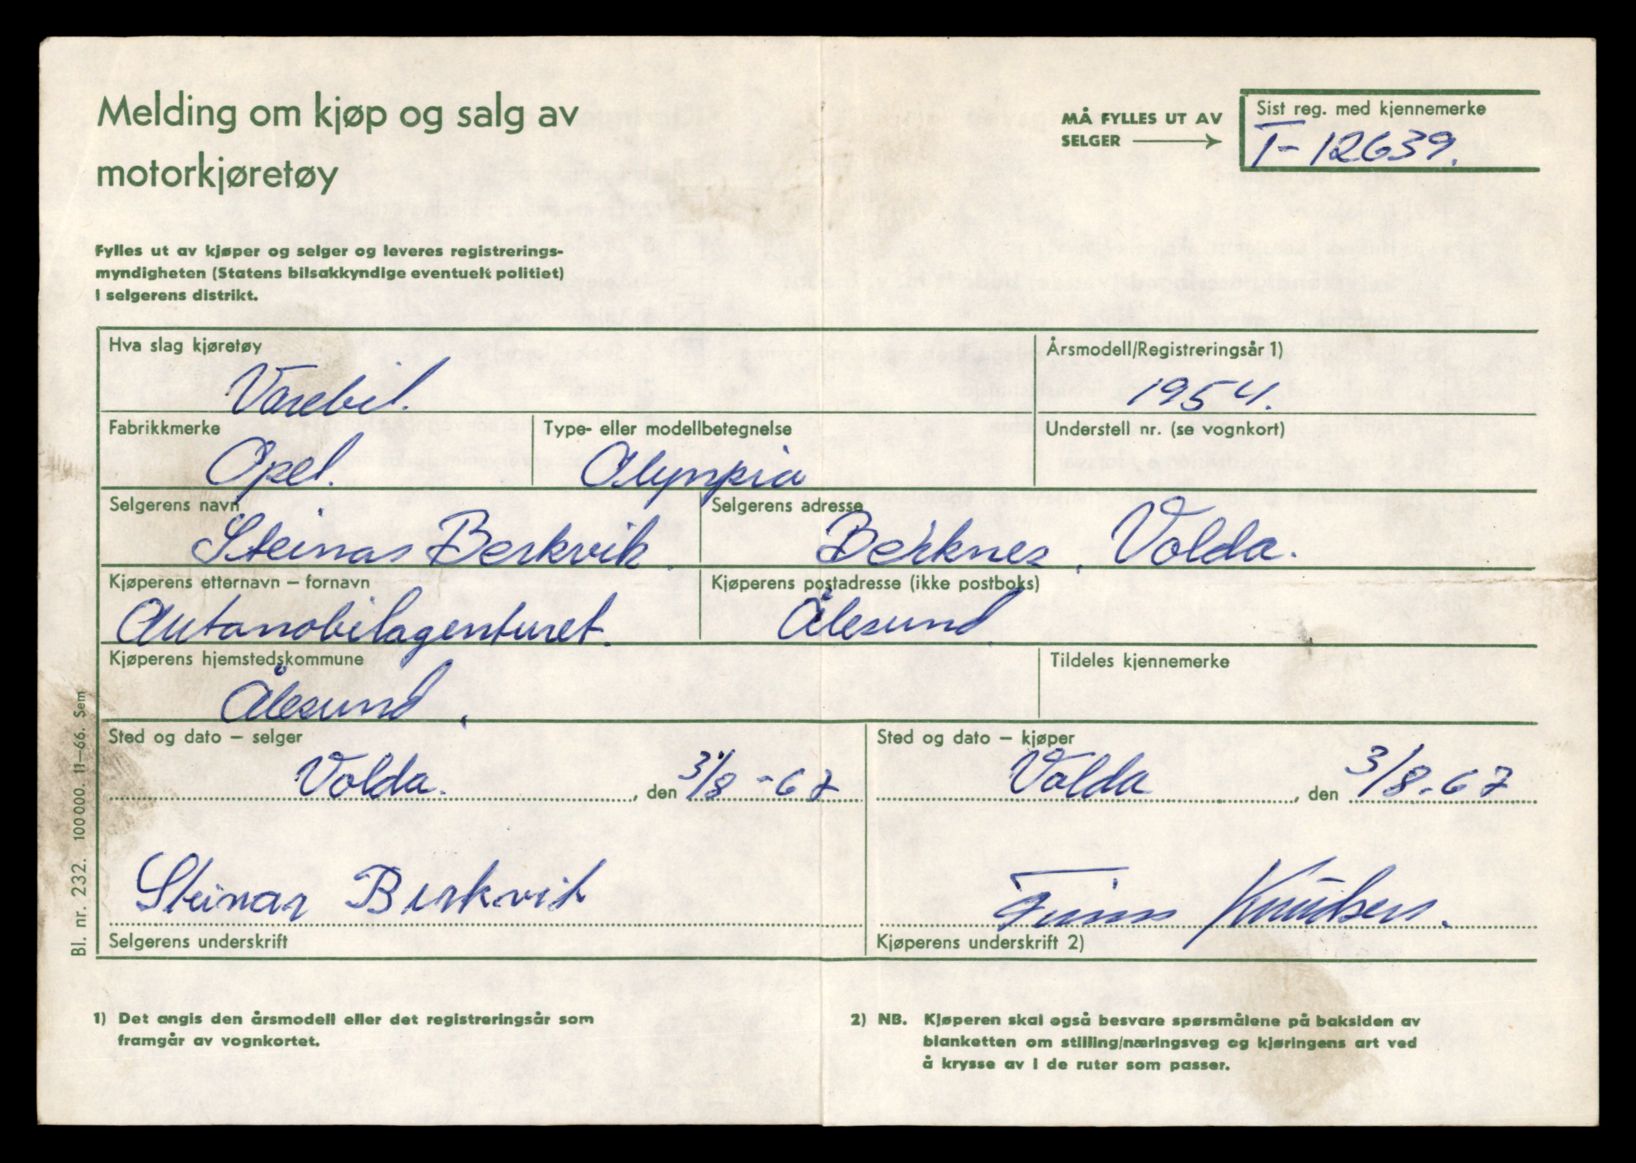 Melding om kjøp og salg av
motorkjøretøy
MÅ FYLLES UT AV
SELGER
Sist reg. med kjennemerke
T-12639.
Fylles ut av kjøper og selger og leveres registrerings-
myndigheten (Statens bilsakkyndige eventuelt politiet)
i selgerens distrikt.
Hva slag kjøretøy
Varebil.
Årsmodell/Registreringsår 1)
1954.
Fabrikkmerke
Opel.
Type- eller modellbetegnelse
Olympia
Understell nr. (se vognkort)
Selgerens navn
Steinar Berkvik.
Selgerens adresse
Berknes, Volda.
Kjøperens etternavn – fornavn
Automobilagenturet.
Kjøperens postadresse (ikke postboks)
Ålesund
Kjøperens hjemstedskommune
Ålesund.
Tildeles kjennemerke
Sted og dato – selger
Volda. , den 3/8 - 67
Sted og dato – kjøper
Volda , den 3/8-67
Steinar Berkvik
Selgerens underskrift
Finn Knudsen.
Kjøperens underskrift 2)
Bl. nr. 232. 100 000. 11–66. Sem
1) Det angis den årsmodell eller det registreringsår som
framgår av vognkortet.
2) NB. Kjøperen skal også besvare spørsmålene på baksiden av
blanketten om stilling/næringsveg og kjøringens art ved
å krysse av i de ruter som passer.